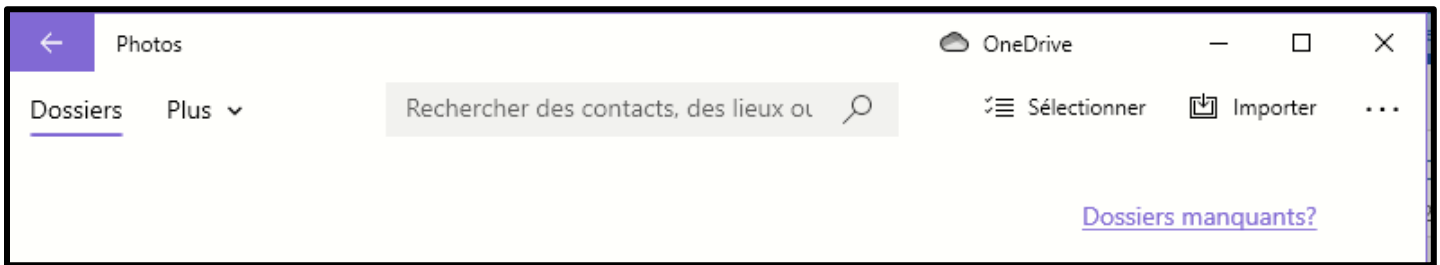 Photos OneDrive
Dossiers Plus Rechercher des contacts, des lieux ou Sélectionner Importer
Dossiers manquants?